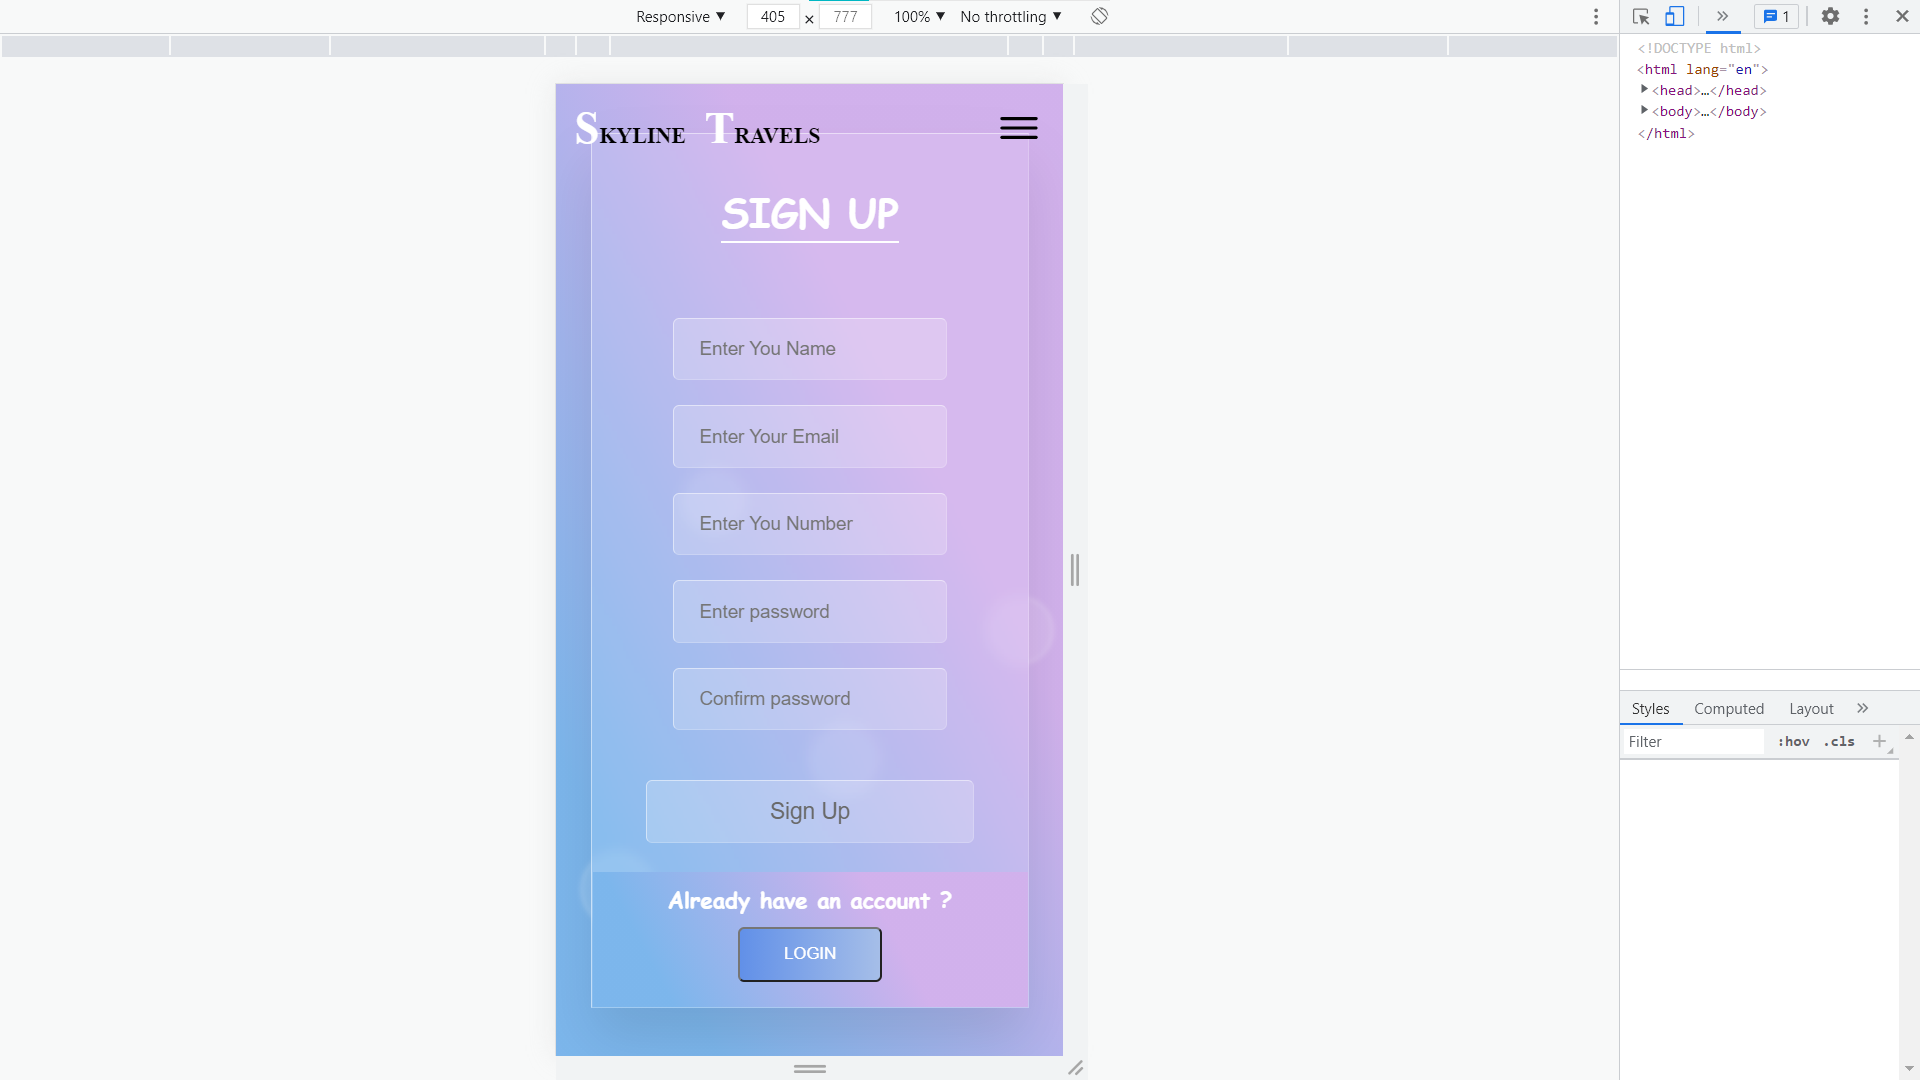 Responsive ▼ 405 × 777 100% ▼ No throttling ▼ 1
<!DOCTYPE html>
<html lang="en">
<head>…</head>
<body>…</body>
</html>
SKYLINE TRAVELS
SIGN UP
Enter You Name
Enter Your Email
Enter You Number
Enter password
Confirm password
Sign Up
Already have an account ?
LOGIN
Styles Computed Layout
Filter :hov .cls